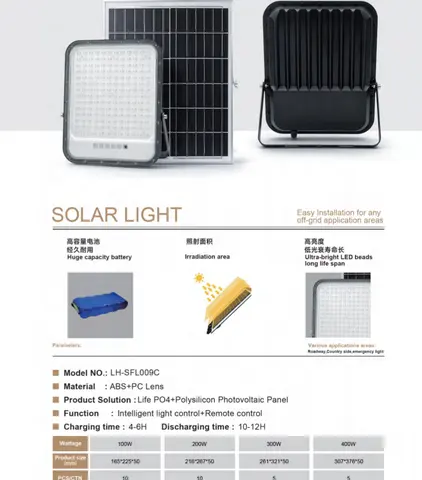 SOLAR LIGHT
Easy Installation for any
off-grid application areas
高容量电池
经久耐用
Huge capacity battery
照射面积
Irradiation area
高亮度
低光衰寿命长
Ultra-bright LED beads
long life span
Parameters
Various application areas
Roadway,Country side,emergency light
Model NO.: LH-SFL009C
Material : ABS+PC Lens
Product Solution : Life PO4+Polysilicon Photovoltaic Panel
Function : Intelligent light control+Remote control
Charging time : 4-6H Discharging time : 10-12H
Wattage 100W 200W 300W 400W
Product size
(mm) 165*225*50 216*267*50 261*321*50 307*376*50
PCS/CTN 10 10 5 5